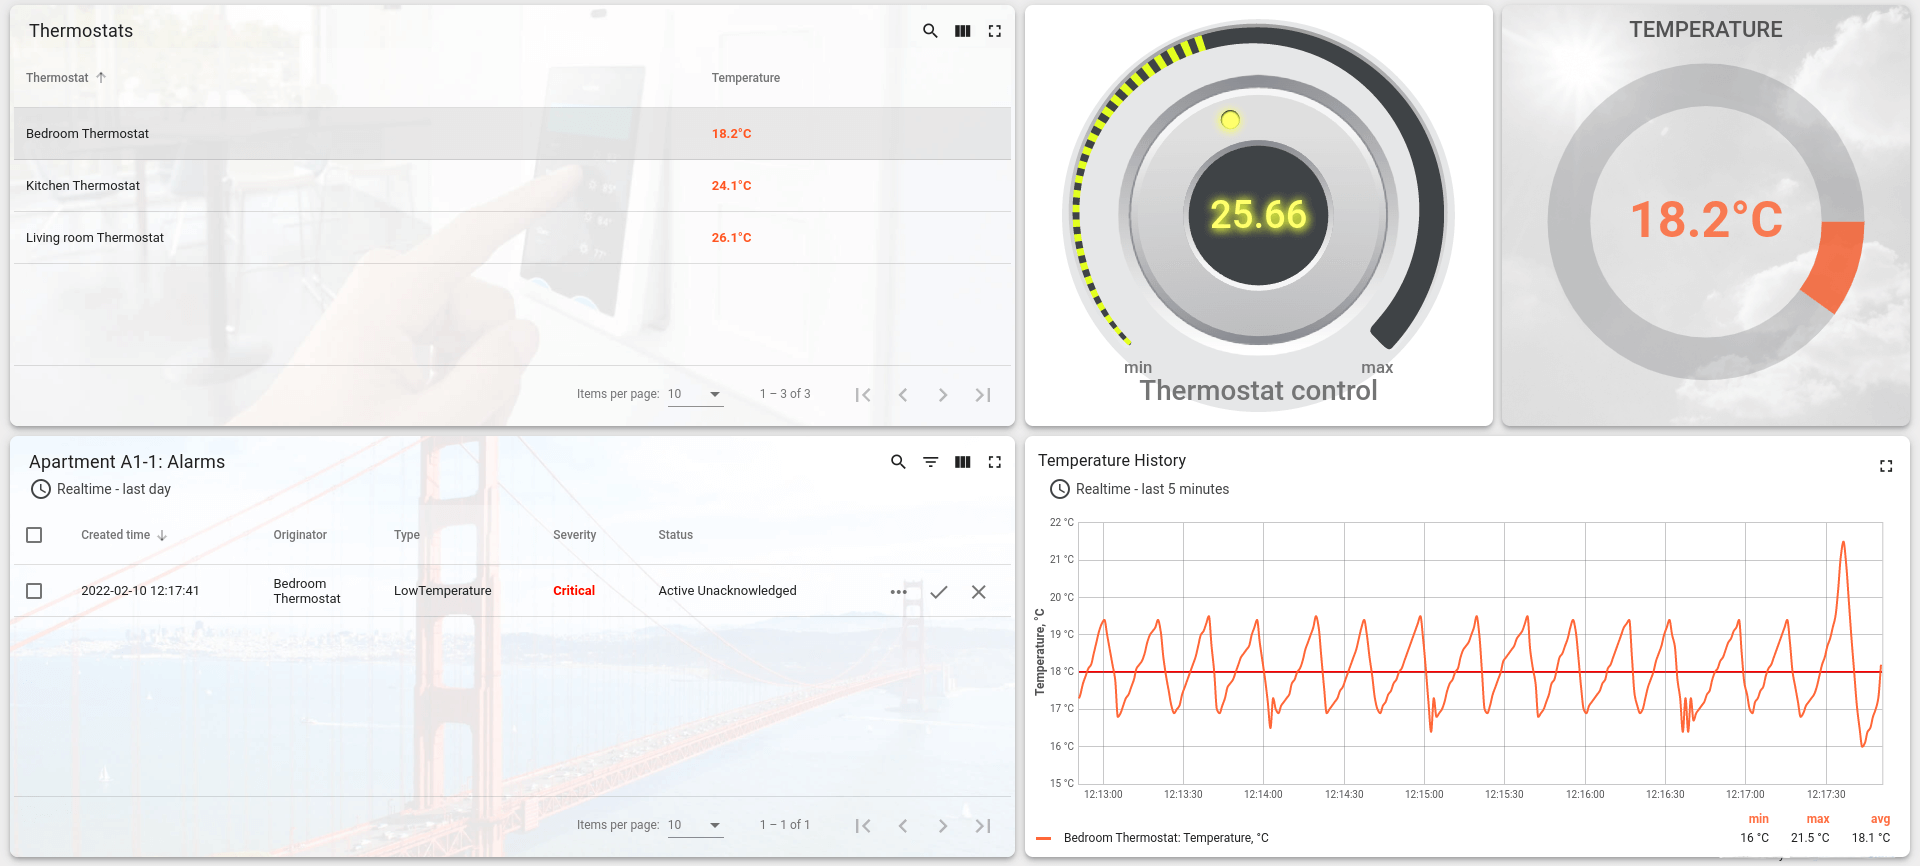 Thermostats
Thermostat Temperature
Bedroom Thermostat 18.2°C
Kitchen Thermostat 24.1°C
Living room Thermostat 26.1°C
Items per page: 10 1 – 3 of 3
25.66
min max
Thermostat control
TEMPERATURE
18.2°C
Apartment A1-1: Alarms
Realtime - last day
Created time Originator Type Severity Status
2022-02-10 12:17:41 Bedroom Thermostat LowTemperature Critical Active Unacknowledged
Items per page: 10 1 – 1 of 1
Temperature History
Realtime - last 5 minutes
Temperature, °C
22 °C
21 °C
20 °C
19 °C
18 °C
17 °C
16 °C
15 °C
12:13:00 12:13:30 12:14:00 12:14:30 12:15:00 12:15:30 12:16:00 12:16:30 12:17:00 12:17:30
min max avg
Bedroom Thermostat: Temperature, °C 16 °C 21.5 °C 18.1 °C